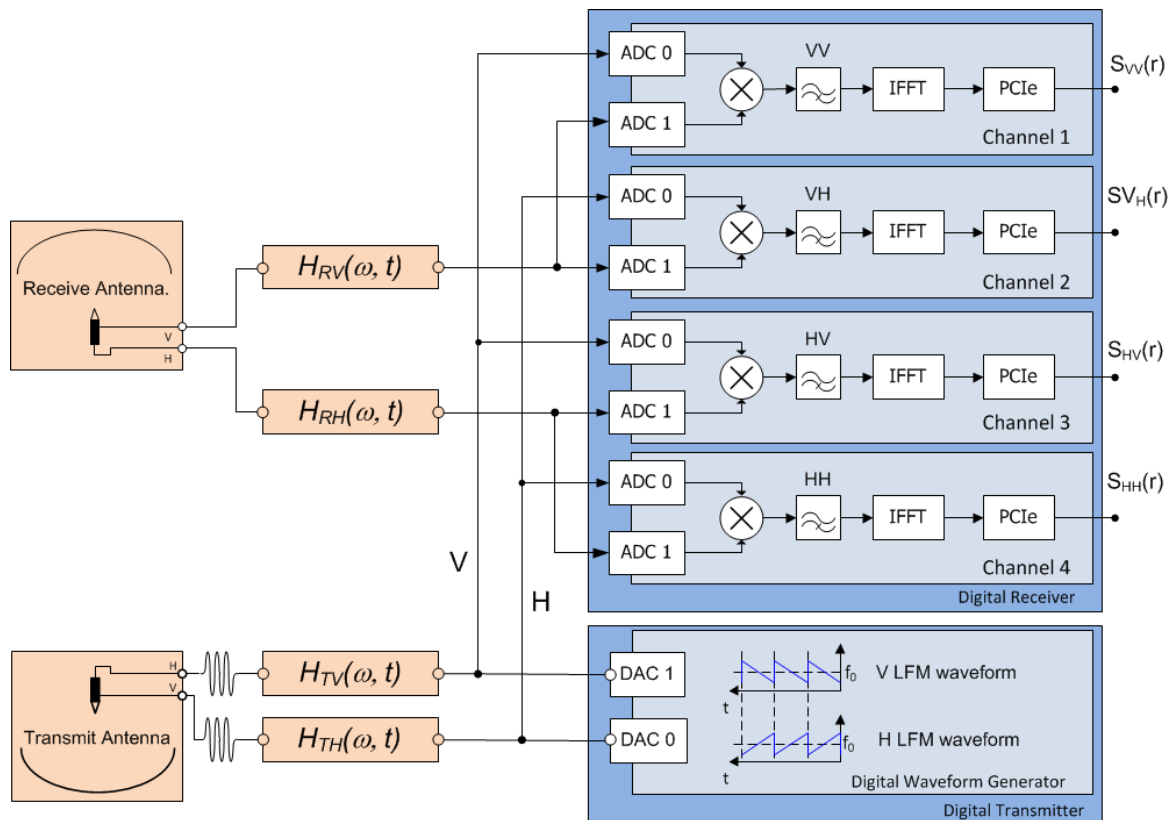 ADC 0
VV
IFFT
PCIe
S_VV(r)
ADC 1
Channel 1
ADC 0
VH
IFFT
PCIe
SV_H(r)
ADC 1
Channel 2
Receive Antenna.
V
H
H_RV(ω, t)
H_RH(ω, t)
ADC 0
HV
IFFT
PCIe
S_HV(r)
ADC 1
Channel 3
ADC 0
HH
IFFT
PCIe
S_HH(r)
ADC 1
Channel 4
Digital Receiver
V
H
H
V
Transmit Antenna
H_TV(ω, t)
H_TH(ω, t)
DAC 1
DAC 0
f₀
V LFM waveform
t
f₀
H LFM waveform
t
Digital Waveform Generator
Digital Transmitter